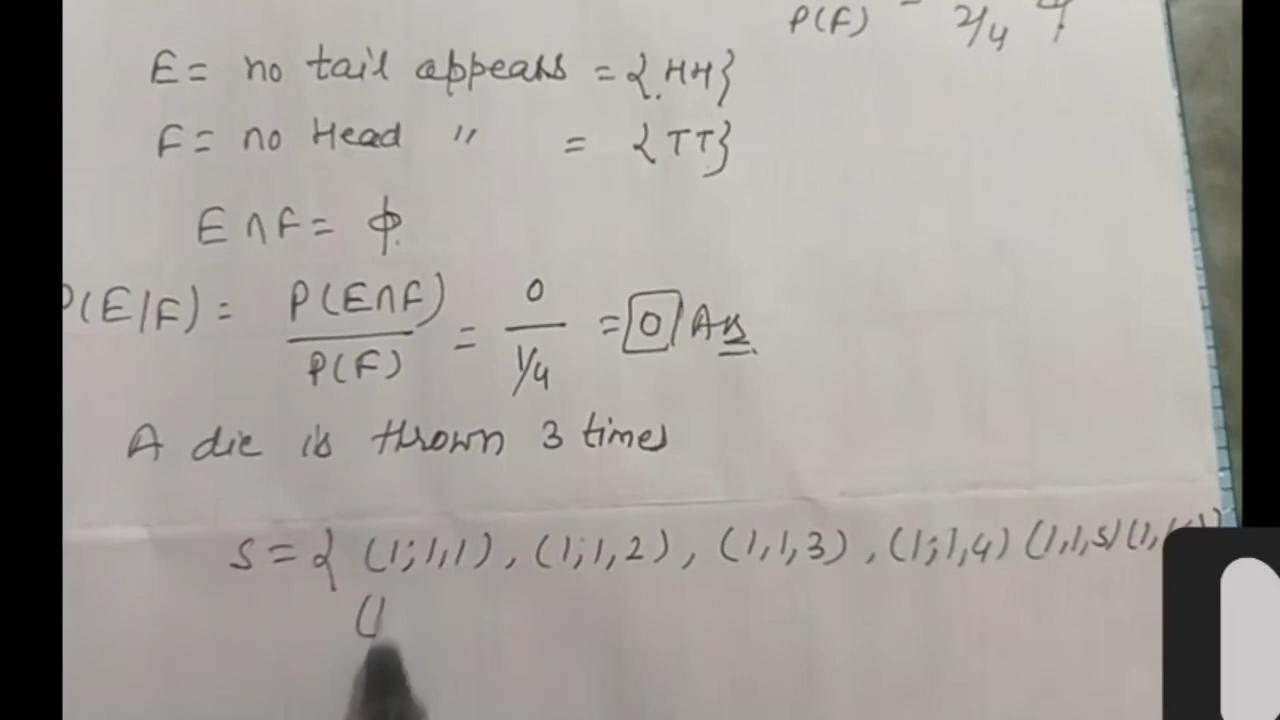 P(F) = 2/4
E = no tail appears = {HH}
F = no Head " = {TT}
E ∩ F = ϕ
P(E/F) = P(E∩F) / P(F) = 0 / 1/4 = 0 Ans.
A die is thrown 3 times
S = { (1,1,1), (1,1,2), (1,1,3), (1,1,4) (1,1,5) (1,
(1